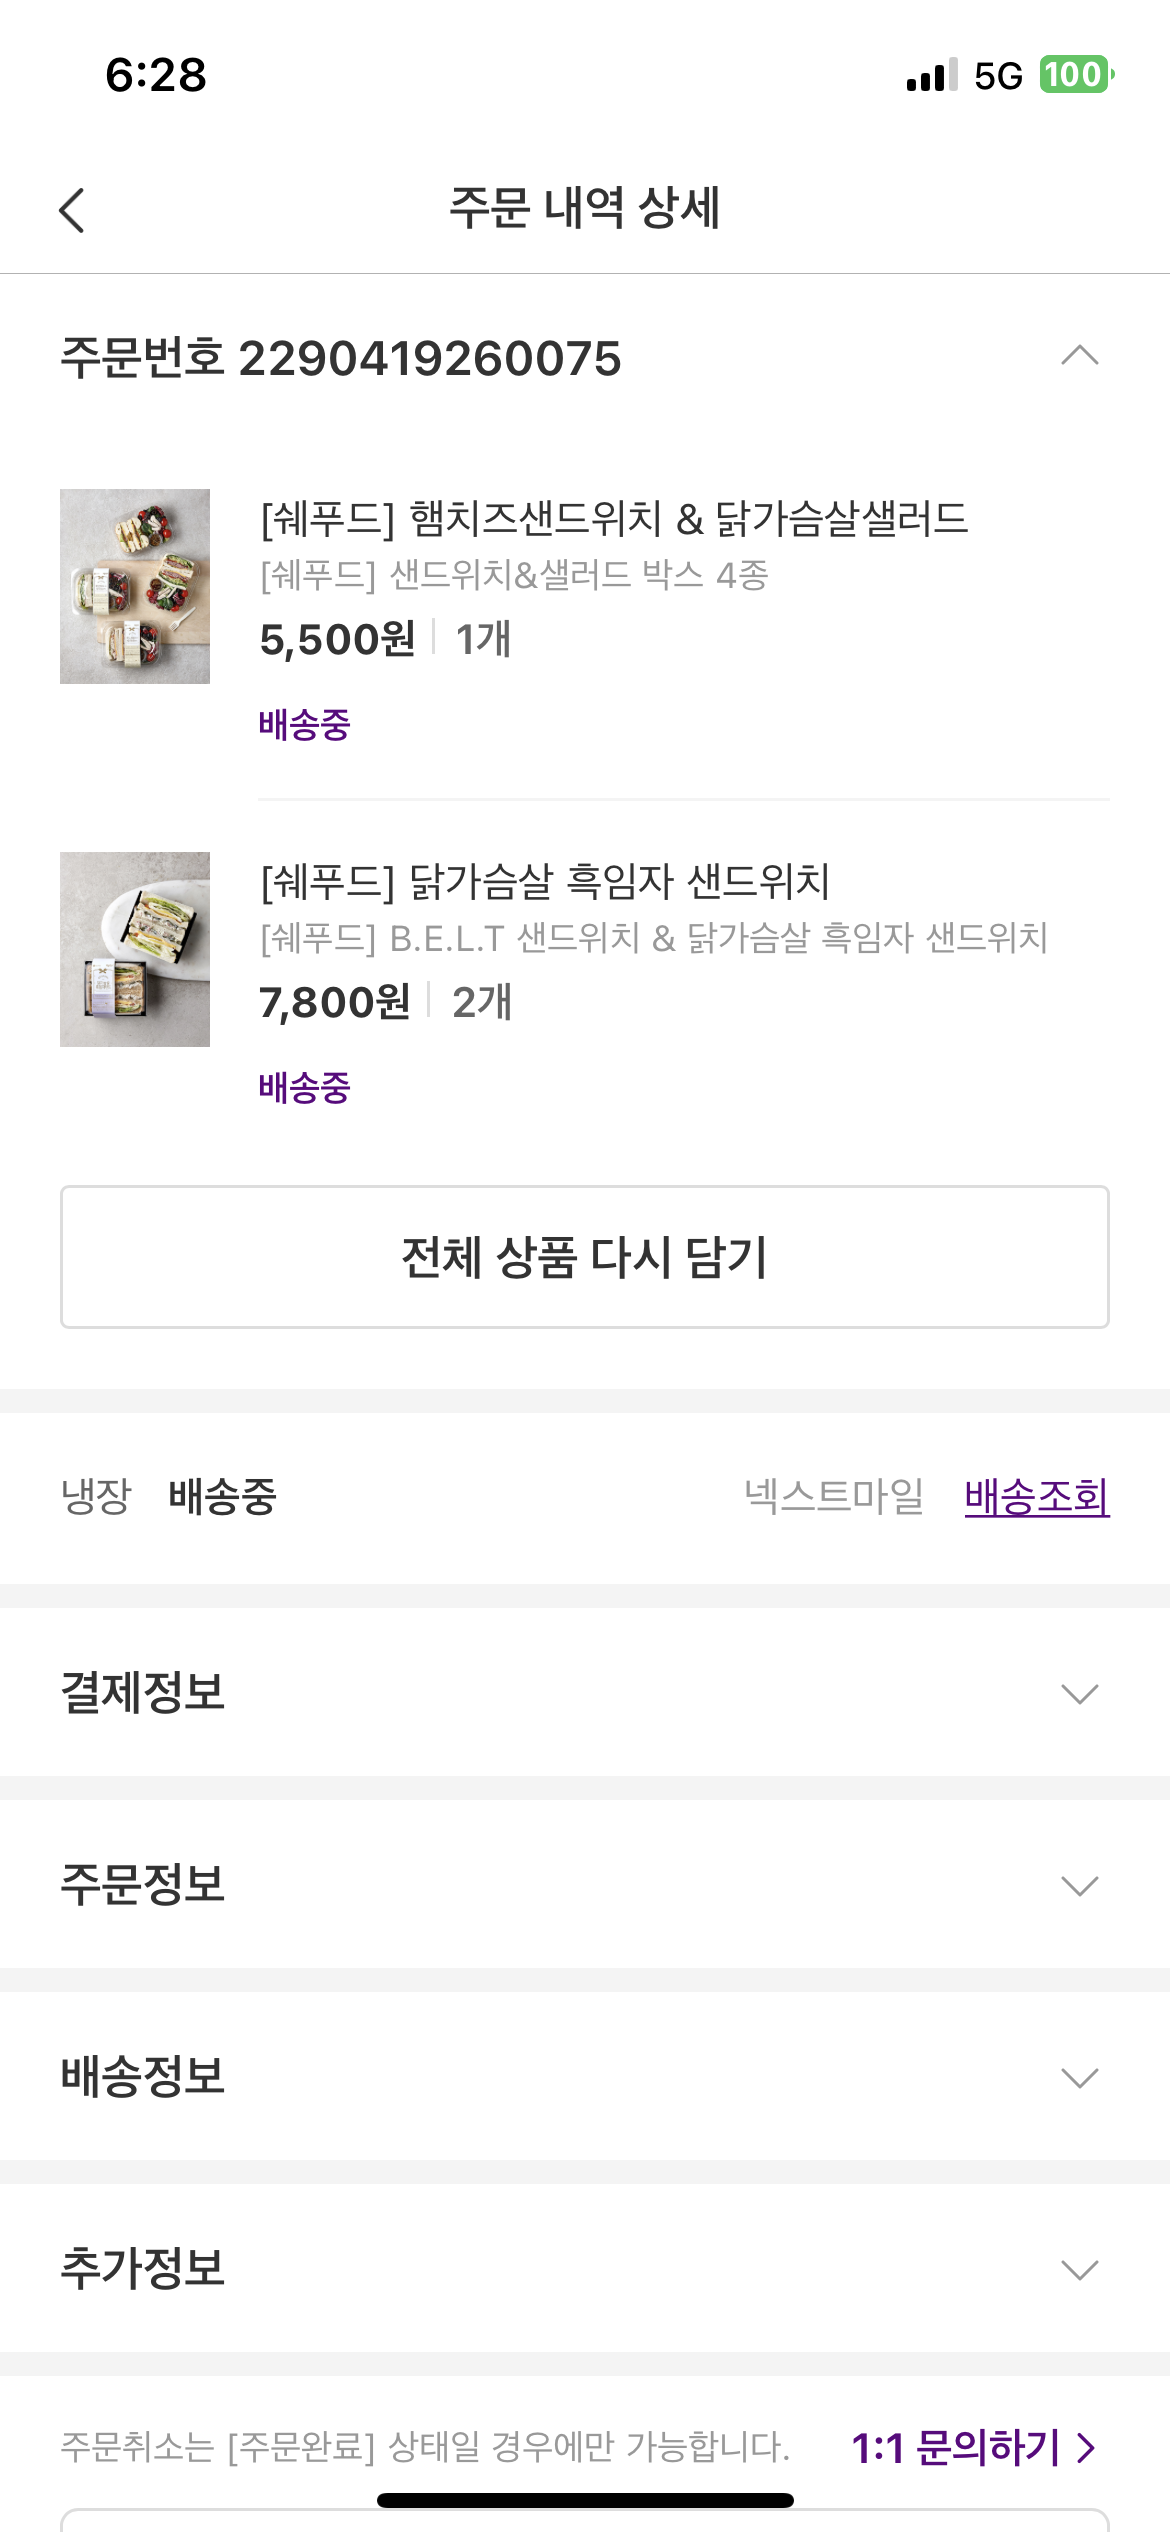 6:28
5G 100
주문 내역 상세
주문번호 2290419260075
[쉐푸드] 햄치즈샌드위치 & 닭가슴살샐러드
[쉐푸드] 샌드위치&샐러드 박스 4종
5,500원 1개
배송중
[쉐푸드] 닭가슴살 흑임자 샌드위치
[쉐푸드] B.E.L.T 샌드위치 & 닭가슴살 흑임자 샌드위치
7,800원 2개
배송중
전체 상품 다시 담기
냉장 배송중 넥스트마일 배송조회
결제정보
주문정보
배송정보
추가정보
주문취소는 [주문완료] 상태일 경우에만 가능합니다. 1:1 문의하기